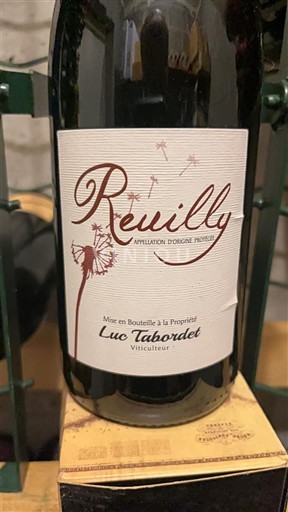 Reuilly
APPELLATION D'ORIGINE PROTÉGÉE
Mise en Bouteille à la Propriété
Luc Tabordet
Viticulteur